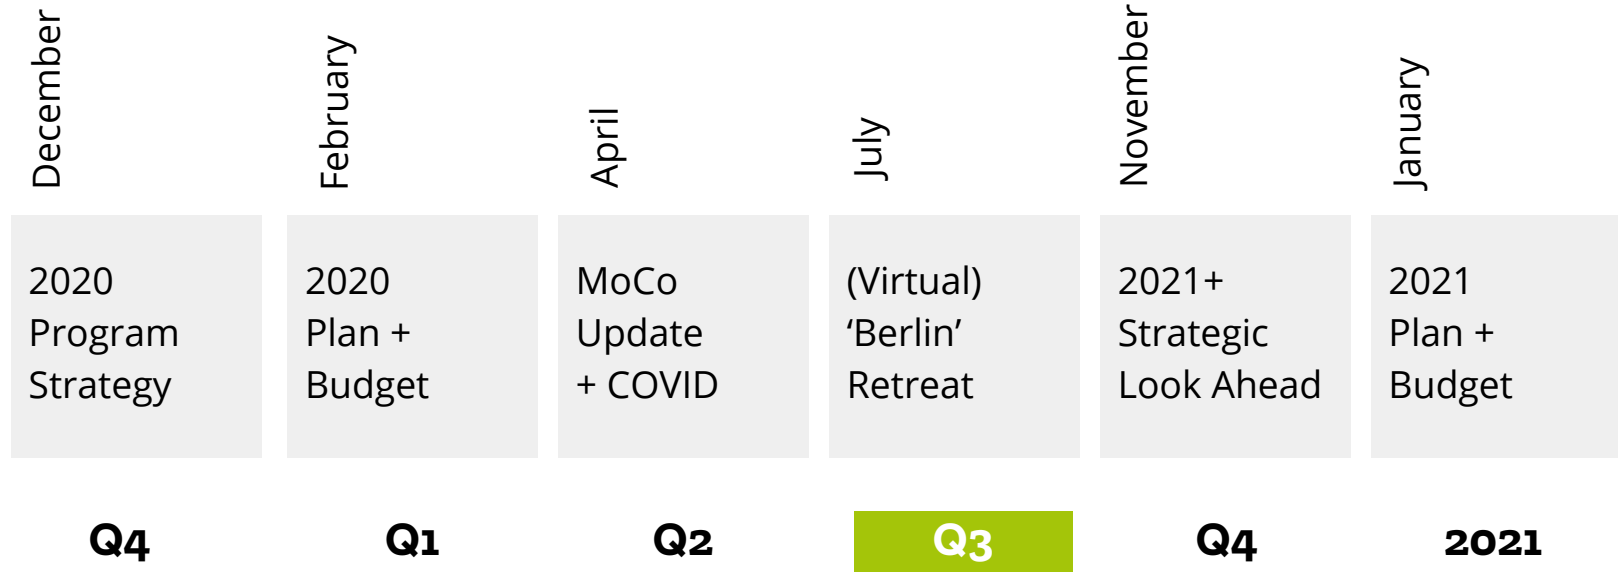 December
February
April
July
November
January
2020
Program
Strategy
2020
Plan +
Budget
MoCo
Update
+ COVID
(Virtual)
‘Berlin’
Retreat
2021+
Strategic
Look Ahead
2021
Plan +
Budget
Q4
Q1
Q2
Q3
Q4
2021